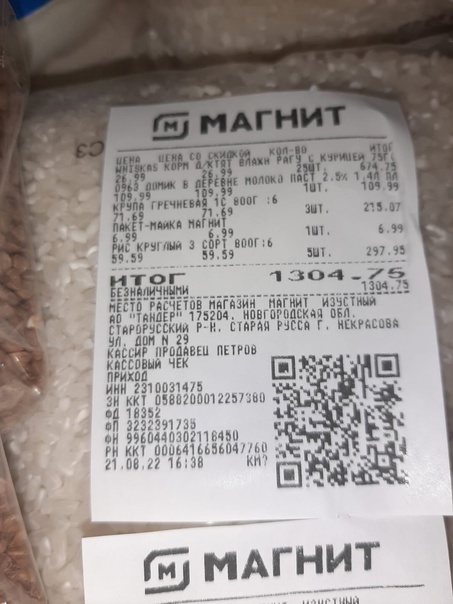 МАГНИТ
ЦЕНА ЦЕНА СО СКИДКОЙ КОЛ-ВО ИТОГ
WHISKAS КОРМ Д/КТ ВЛАЖН РАГУ С КУРИЦЕЙ 75Г(
26.99 26.99 25ШТ. 674.75
0963 ДОМИК В ДЕРЕВНЕ МОЛОКО ПАСТ 2.5% 1.4Л ПЛ
109.99 109.99 1ШТ. 109.99
КРУПА ГРЕЧНЕВАЯ 1С 800Г :6
71.69 71.69 3ШТ. 215.07
ПАКЕТ-МАЙКА МАГНИТ
6.99 6.99 1ШТ. 6.99
РИС КРУГЛЫЙ 3 СОРТ 800Г:6
59.59 59.59 5ШТ. 297.95
ИТОГ 1304.75
БЕЗНАЛИЧНЫМИ 1304.75
МЕСТО РАСЧЕТОВ МАГАЗИН МАГНИТ ИЗУСТНЫЙ
АО "ТАНДЕР" 175204, НОВГОРОДСКАЯ ОБЛ,
СТАРОРУССКИЙ Р-Н, СТАРАЯ РУССА Г, НЕКРАСОВА
УЛ, ДОМ N 29
КАССИР ПРОДАВЕЦ ПЕТРОВ
КАССОВЫЙ ЧЕК
ПРИХОД
ИНН 2310031475
ЗН ККТ 0588200012257380
ФД 18352
ФП 3232391735
ФН 9960440302118450
РН ККТ 0006416656047760
21.08.22 16:38 КМ?
МАГНИТ
ИЗУСТНЫЙ